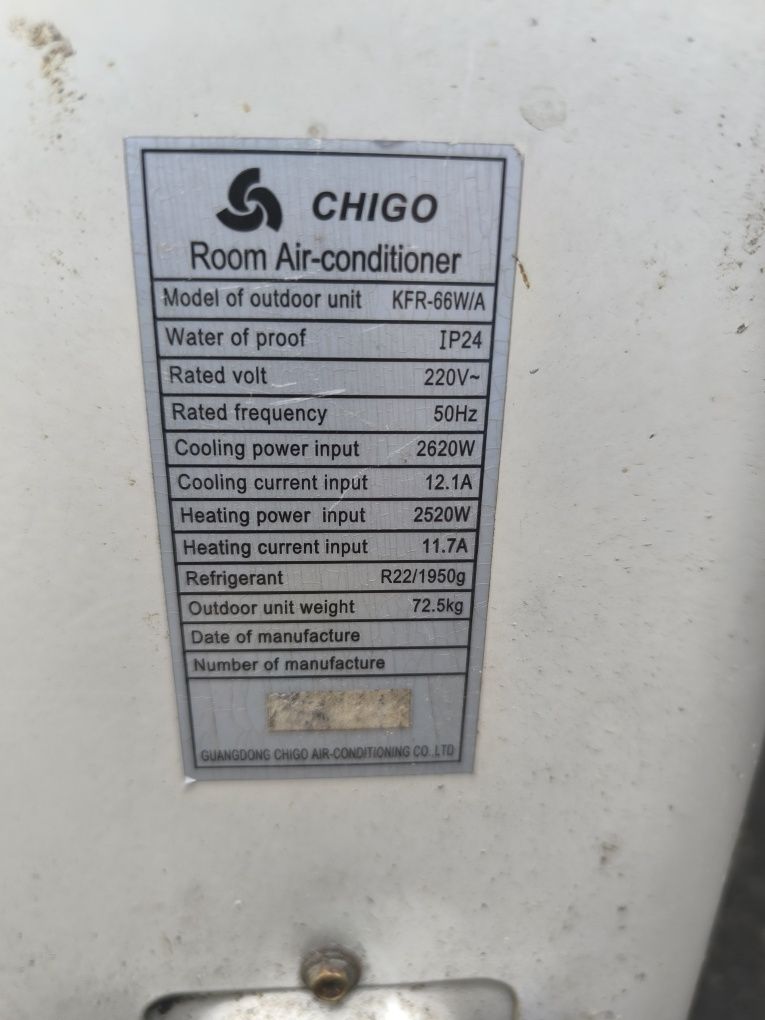 CHIGO
Room Air-conditioner
Model of outdoor unit KFR-66W/A
Water of proof IP24
Rated volt 220V~
Rated frequency 50Hz
Cooling power input 2620W
Cooling current input 12.1A
Heating power input 2520W
Heating current input 11.7A
Refrigerant R22/1950g
Outdoor unit weight 72.5kg
Date of manufacture
Number of manufacture
GUANGDONG CHIGO AIR-CONDITIONING CO.,LTD